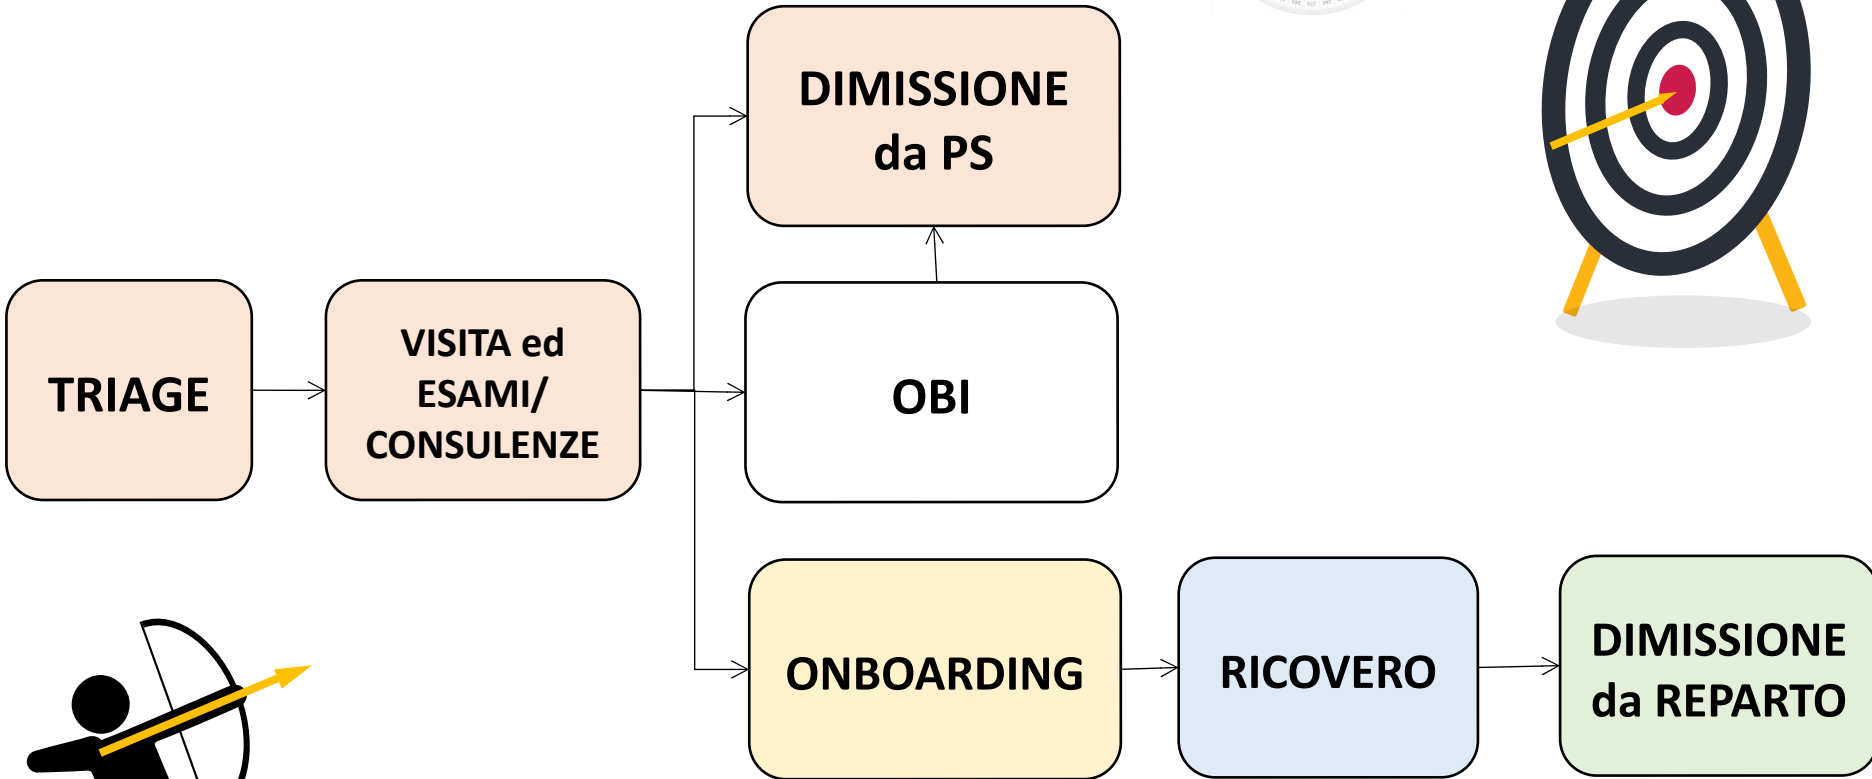 DIMISSIONE
da PS
TRIAGE
VISITA ed
ESAMI/
CONSULENZE
OBI
ONBOARDING
RICOVERO
DIMISSIONE
da REPARTO